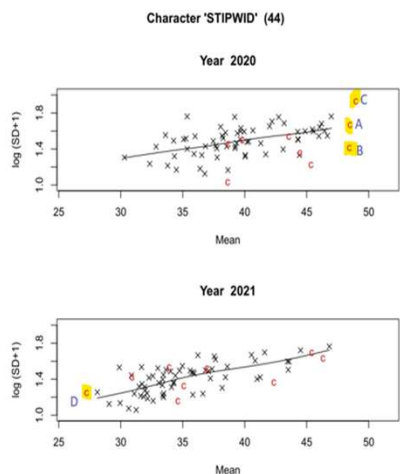 Character 'STIPWID' (44)
Year 2020
log (SD+1)
1.8
1.4
1.0
c C
c A
c B
25 30 35 40 45 50
Mean
Year 2021
log (SD+1)
1.8
1.4
1.0
c
D
25 30 35 40 45 50
Mean